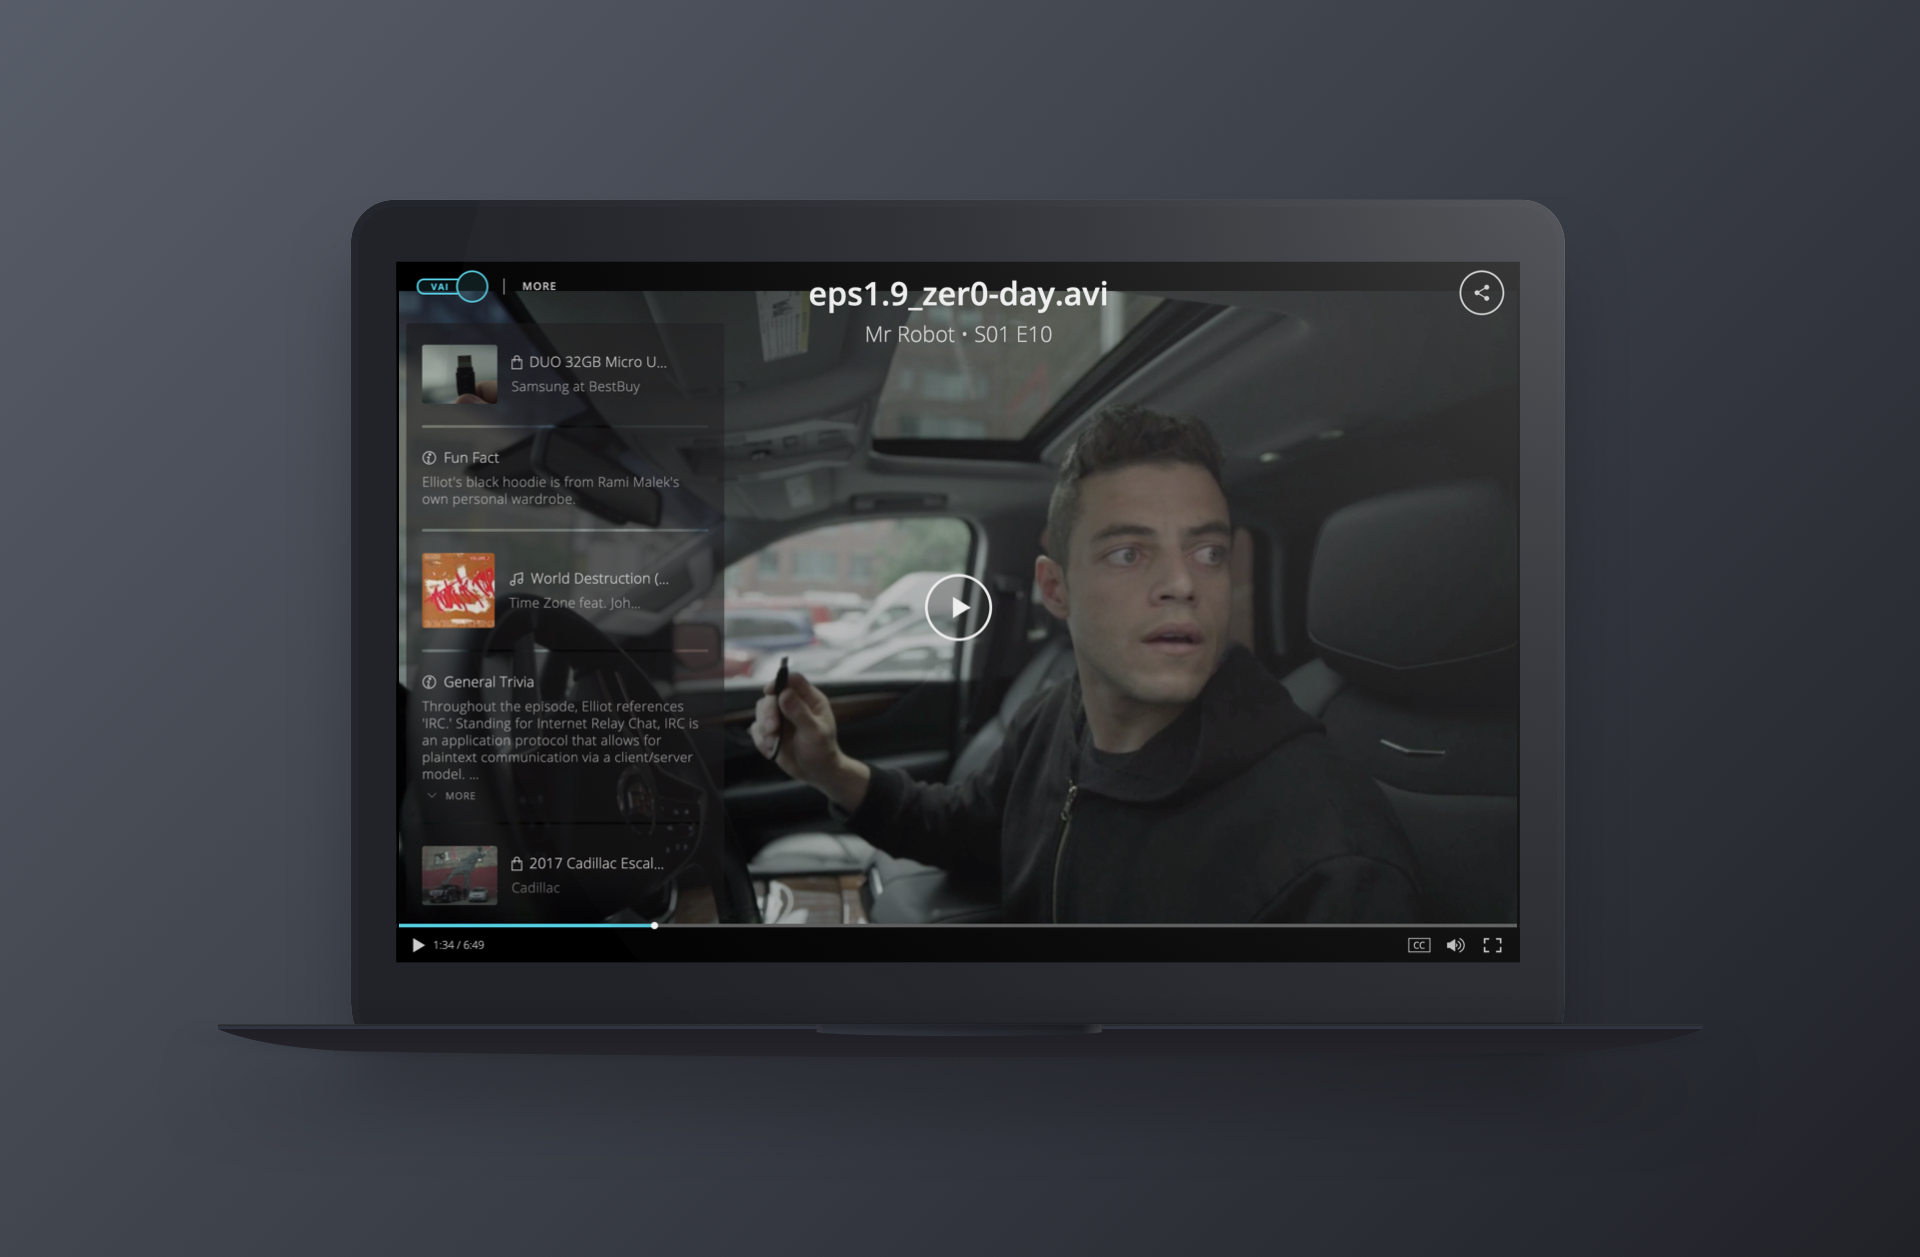 VAI
MORE
eps1.9_zer0-day.avi
Mr Robot • S01 E10
DUO 32GB Micro U...
Samsung at BestBuy
Fun Fact
Elliot's black hoodie is from Rami Malek's
own personal wardrobe.
World Destruction (...
Time Zone feat. Joh...
General Trivia
Throughout the episode, Elliot references
'IRC.' Standing for Internet Relay Chat, IRC is
an application protocol that allows for
plaintext communication via a client/server
model. ...
MORE
2017 Cadillac Escal...
Cadillac
1:34 / 6:49
CC